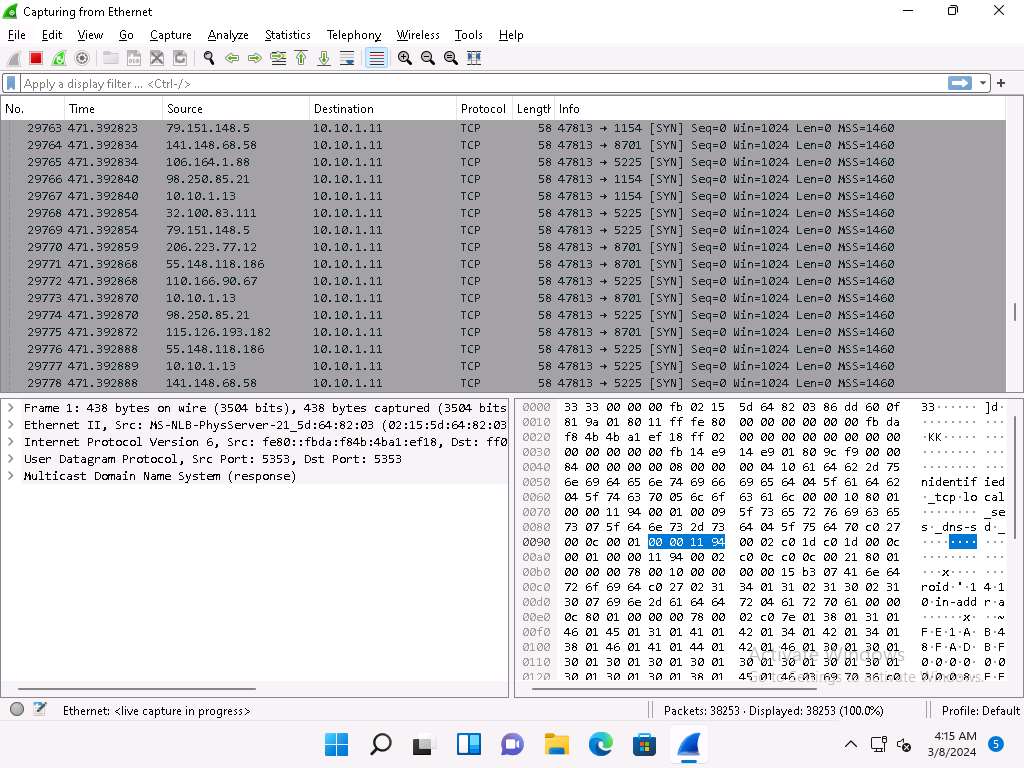 Capturing from Ethernet
File Edit View Go Capture Analyze Statistics Telephony Wireless Tools Help
Apply a display filter ... <Ctrl-/>
No. Time Source Destination Protocol Length Info
29763 471.392823 79.151.148.5 10.10.1.11 TCP 58 47813 → 1154 [SYN] Seq=0 Win=1024 Len=0 MSS=1460
29764 471.392834 141.148.68.58 10.10.1.11 TCP 58 47813 → 8701 [SYN] Seq=0 Win=1024 Len=0 MSS=1460
29765 471.392834 106.164.1.88 10.10.1.11 TCP 58 47813 → 5225 [SYN] Seq=0 Win=1024 Len=0 MSS=1460
29766 471.392840 98.250.85.21 10.10.1.11 TCP 58 47813 → 1154 [SYN] Seq=0 Win=1024 Len=0 MSS=1460
29767 471.392840 10.10.1.13 10.10.1.11 TCP 58 47813 → 1154 [SYN] Seq=0 Win=1024 Len=0 MSS=1460
29768 471.392854 32.100.83.111 10.10.1.11 TCP 58 47813 → 5225 [SYN] Seq=0 Win=1024 Len=0 MSS=1460
29769 471.392854 79.151.148.5 10.10.1.11 TCP 58 47813 → 5225 [SYN] Seq=0 Win=1024 Len=0 MSS=1460
29770 471.392859 206.223.77.12 10.10.1.11 TCP 58 47813 → 8701 [SYN] Seq=0 Win=1024 Len=0 MSS=1460
29771 471.392868 55.148.118.186 10.10.1.11 TCP 58 47813 → 8701 [SYN] Seq=0 Win=1024 Len=0 MSS=1460
29772 471.392868 110.166.90.67 10.10.1.11 TCP 58 47813 → 5225 [SYN] Seq=0 Win=1024 Len=0 MSS=1460
29773 471.392870 10.10.1.13 10.10.1.11 TCP 58 47813 → 8701 [SYN] Seq=0 Win=1024 Len=0 MSS=1460
29774 471.392870 98.250.85.21 10.10.1.11 TCP 58 47813 → 8701 [SYN] Seq=0 Win=1024 Len=0 MSS=1460
29775 471.392872 115.126.193.182 10.10.1.11 TCP 58 47813 → 8701 [SYN] Seq=0 Win=1024 Len=0 MSS=1460
29776 471.392888 55.148.118.186 10.10.1.11 TCP 58 47813 → 5225 [SYN] Seq=0 Win=1024 Len=0 MSS=1460
29777 471.392889 10.10.1.13 10.10.1.11 TCP 58 47813 → 5225 [SYN] Seq=0 Win=1024 Len=0 MSS=1460
29778 471.392888 141.148.68.58 10.10.1.11 TCP 58 47813 → 5225 [SYN] Seq=0 Win=1024 Len=0 MSS=1460
Frame 1: 438 bytes on wire (3504 bits), 438 bytes captured (3504 bits
Ethernet II, Src: MS-NLB-PhysServer-21_5d:64:82:03 (02:15:5d:64:82:03
Internet Protocol Version 6, Src: fe80::fbda:f84b:4ba1:ef18, Dst: ff0
User Datagram Protocol, Src Port: 5353, Dst Port: 5353
Multicast Domain Name System (response)
0000 33 33 00 00 00 fb 02 15 5d 64 82 03 86 dd 60 0f 33······ ]d·
0010 81 9a 01 80 11 ff fe 80 00 00 00 00 00 00 fb da
0020 f8 4b 4b a1 ef 18 ff 02 00 00 00 00 00 00 00 00 ·KK·····
0030 00 00 00 00 00 fb 14 e9 14 e9 01 80 9c f9 00 00
0040 84 00 00 00 00 08 00 00 00 04 10 61 64 62 2d 75
0050 6e 69 64 65 6e 74 69 66 69 65 64 04 5f 61 64 62 nidentif ied
0060 04 5f 74 63 70 05 6c 6f 63 61 6c 00 00 10 80 01 ·_tcp·lo cal
0070 00 00 11 94 00 01 00 09 5f 73 65 72 76 69 63 65 ········ _se
0080 73 07 5f 64 6e 73 2d 73 64 04 5f 75 64 70 c0 27 s·_dns-s d·_
0090 00 0c 00 01 00 00 11 94 00 02 c0 1d c0 1d 00 0c
00a0 00 01 00 00 11 94 00 02 c0 0c c0 0c 00 21 80 01
00b0 00 00 00 78 00 10 00 00 00 00 15 b3 07 41 6e 64 ···x····
00c0 72 6f 69 64 c0 27 02 31 34 01 31 02 31 30 02 31 roid·'·1 4·1
00d0 30 07 69 6e 2d 61 64 64 72 04 61 72 70 61 00 00 0·in-add r·a
00e0 0c 80 01 00 00 00 78 00 02 c0 7e 01 38 01 31 01 ······x· ··~
00f0 46 01 45 01 31 01 41 01 42 01 34 01 42 01 34 01 F·E·1·A· B·4
0100 38 01 46 01 41 01 44 01 42 01 46 01 30 01 30 01 8·F·A·D· B·F
0110 30 01 30 01 30 01 30 01 30 01 30 01 30 01 30 01 0·0·0·0· 0·0
0120 30 01 30 01 30 01 38 01 45 01 46 03 69 70 36 c0 0·0·0·8· E·F
Activate Windows
Go to Settings to activate Windows.
Ethernet: <live capture in progress>
Packets: 38253 · Displayed: 38253 (100.0%)
Profile: Default
4:15 AM
3/8/2024
5